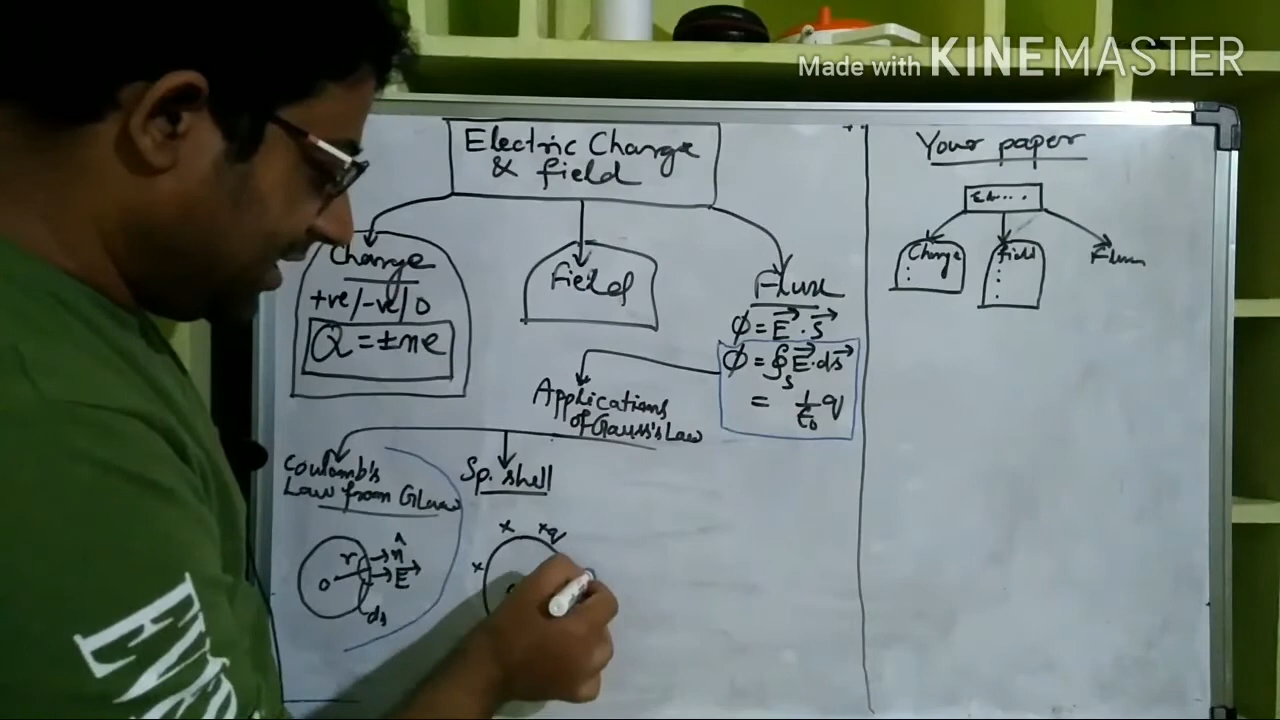 Made with KINEMASTER
Electric Charge
& field
Charge
+ve/-ve/0
Q = ±ne
Field
Flux
ϕ = E⃗ . S⃗
ϕ = ∮s E⃗ . ds⃗
= 1/ε0 q
Applications
of Gauss's Law
Coulomb's
Law from GLaw
r n̂
O E⃗
ds
Sp. shell
x x q
x
Your paper
Charge
Field
Flux